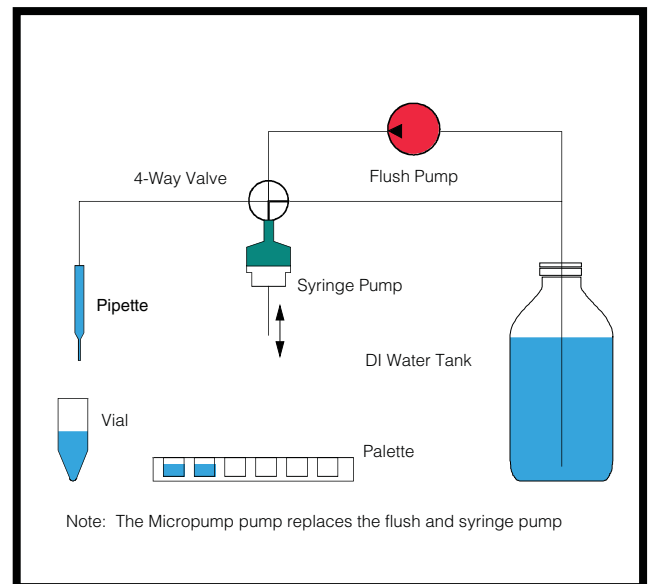 4-Way Valve
Flush Pump
Syringe Pump
Pipette
DI Water Tank
Vial
Palette
Note: The Micropump pump replaces the flush and syringe pump